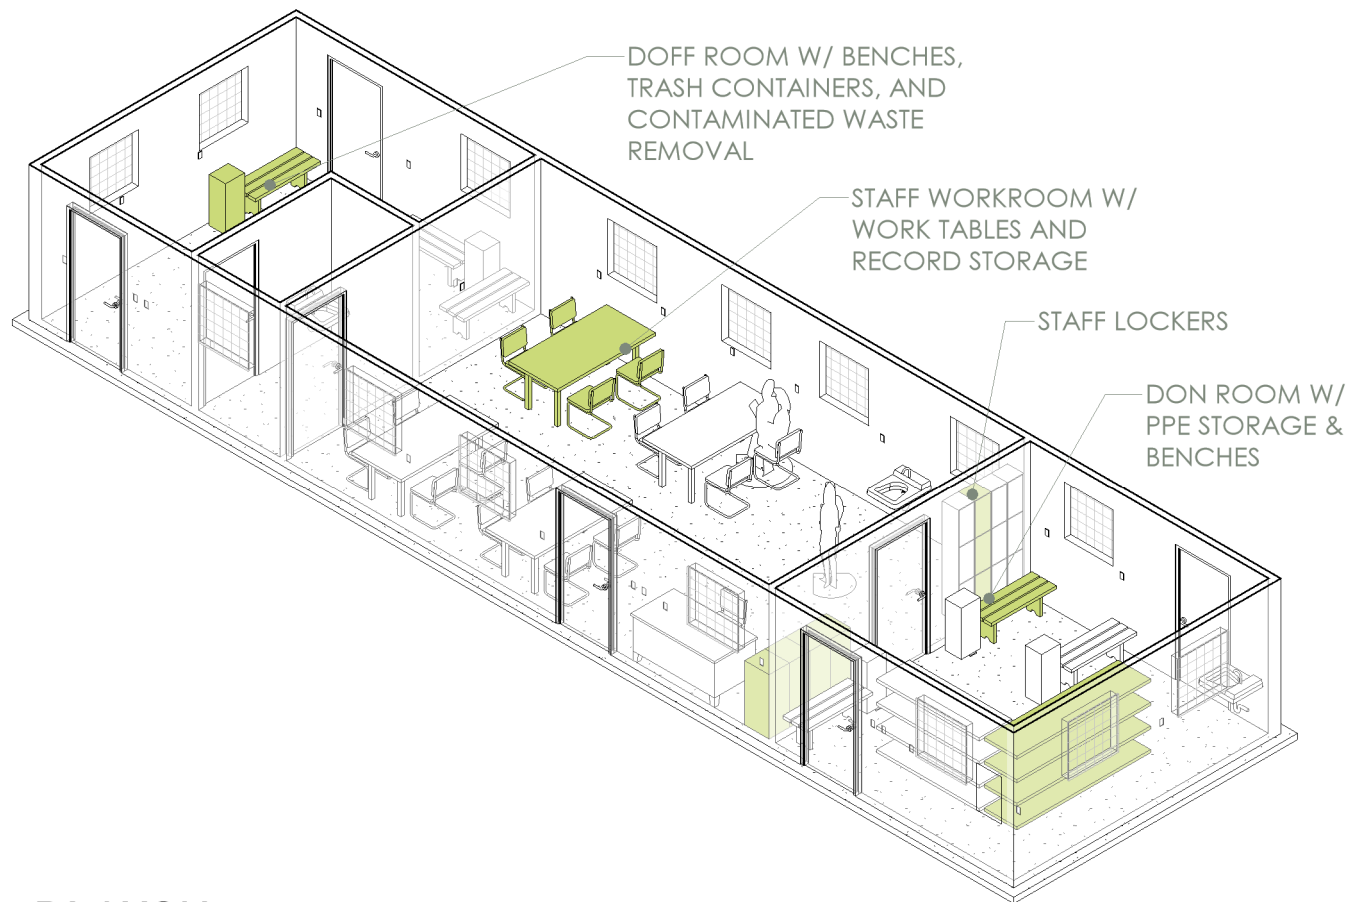 DOFF ROOM W/ BENCHES,
TRASH CONTAINERS, AND
CONTAMINATED WASTE
REMOVAL
STAFF WORKROOM W/
WORK TABLES AND
RECORD STORAGE
STAFF LOCKERS
DON ROOM W/
PPE STORAGE &
BENCHES